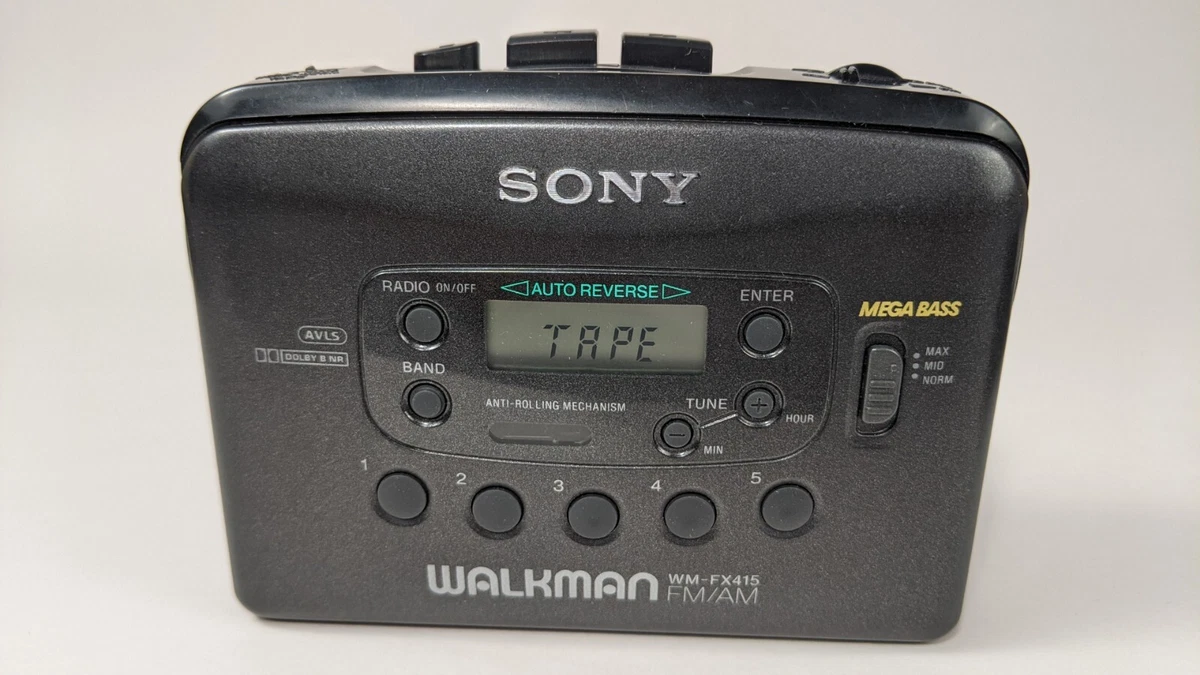 SONY
RADIO ON/OFF
AUTO REVERSE
ENTER
MEGA BASS
TAPE
AVLS
DOLBY B NR
MAX
MID
NORM
BAND
ANTI-ROLLING MECHANISM
TUNE
+
HOUR
−
MIN
1
2
3
4
5
WALKMAN WM-FX415
FM/AM